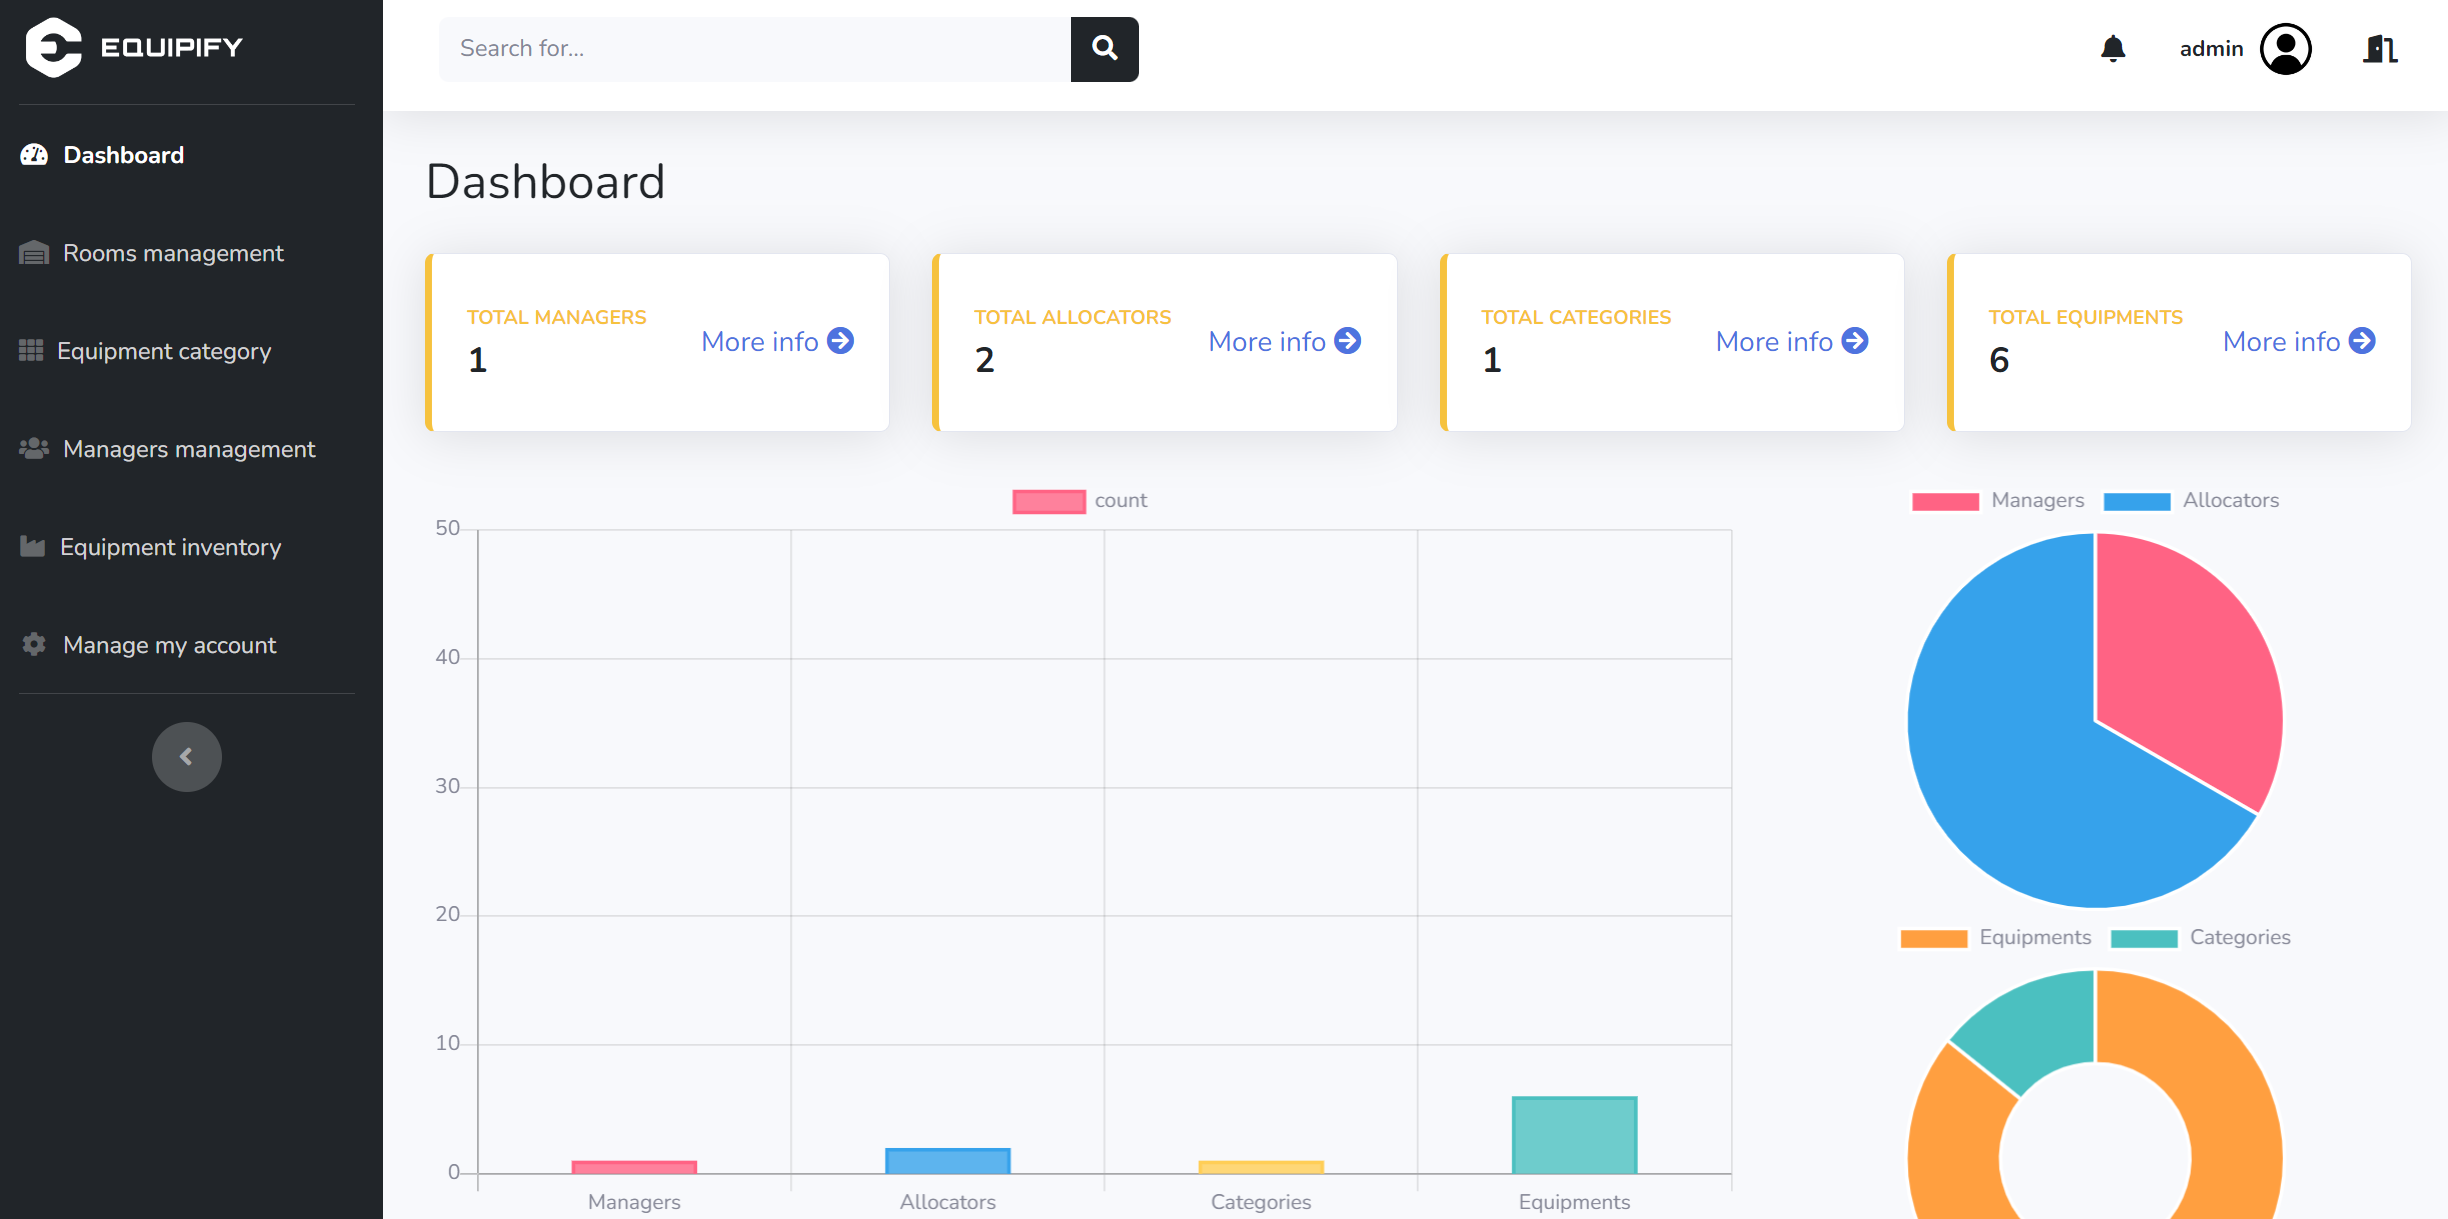 EQUIPIFY
Search for...
admin
Dashboard
Rooms management
Equipment category
Managers management
Equipment inventory
Manage my account
Dashboard
TOTAL MANAGERS
1
More info
TOTAL ALLOCATORS
2
More info
TOTAL CATEGORIES
1
More info
TOTAL EQUIPMENTS
6
More info
count
50
40
30
20
10
0
Managers
Allocators
Categories
Equipments
Managers
Allocators
Equipments
Categories